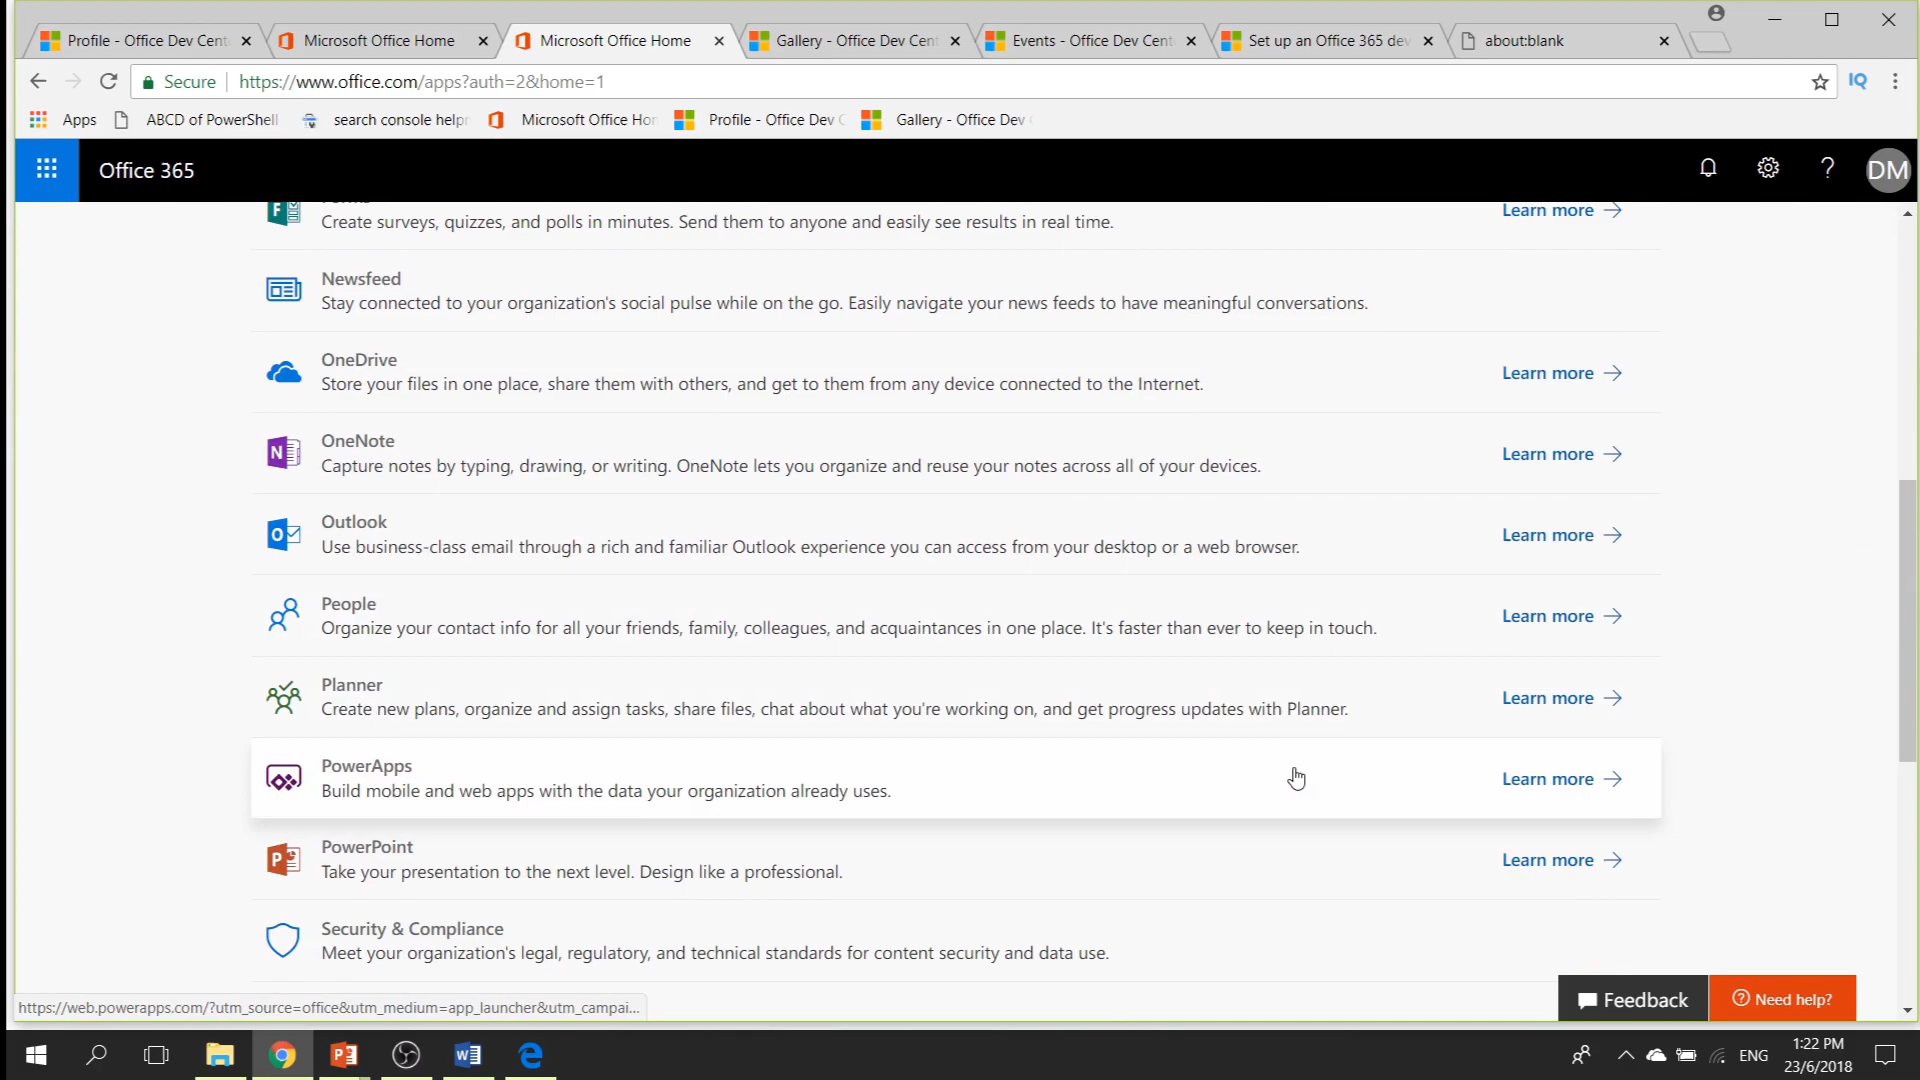 Profile - Office Dev Cent
Microsoft Office Home
Microsoft Office Home
Gallery - Office Dev Cent
Events - Office Dev Cent
Set up an Office 365 dev
about:blank
Secure
https://www.office.com/apps?auth=2&home=1
IQ
Apps
ABCD of PowerShell
search console help
Microsoft Office Ho
Profile - Office Dev C
Gallery - Office Dev C
Office 365
?
DM
F
Create surveys, quizzes, and polls in minutes. Send them to anyone and easily see results in real time.
Learn more
Newsfeed
Stay connected to your organization's social pulse while on the go. Easily navigate your news feeds to have meaningful conversations.
OneDrive
Store your files in one place, share them with others, and get to them from any device connected to the Internet.
Learn more
N
OneNote
Capture notes by typing, drawing, or writing. OneNote lets you organize and reuse your notes across all of your devices.
Learn more
Outlook
Use business-class email through a rich and familiar Outlook experience you can access from your desktop or a web browser.
Learn more
People
Organize your contact info for all your friends, family, colleagues, and acquaintances in one place. It's faster than ever to keep in touch.
Learn more
Planner
Create new plans, organize and assign tasks, share files, chat about what you're working on, and get progress updates with Planner.
Learn more
PowerApps
Build mobile and web apps with the data your organization already uses.
Learn more
P
PowerPoint
Take your presentation to the next level. Design like a professional.
Learn more
Security & Compliance
Meet your organization's legal, regulatory, and technical standards for content security and data use.
Feedback
Need help?
https://web.powerapps.com/?utm_source=office&utm_medium=app_launcher&utm_campai...
ENG
1:22 PM
23/6/2018